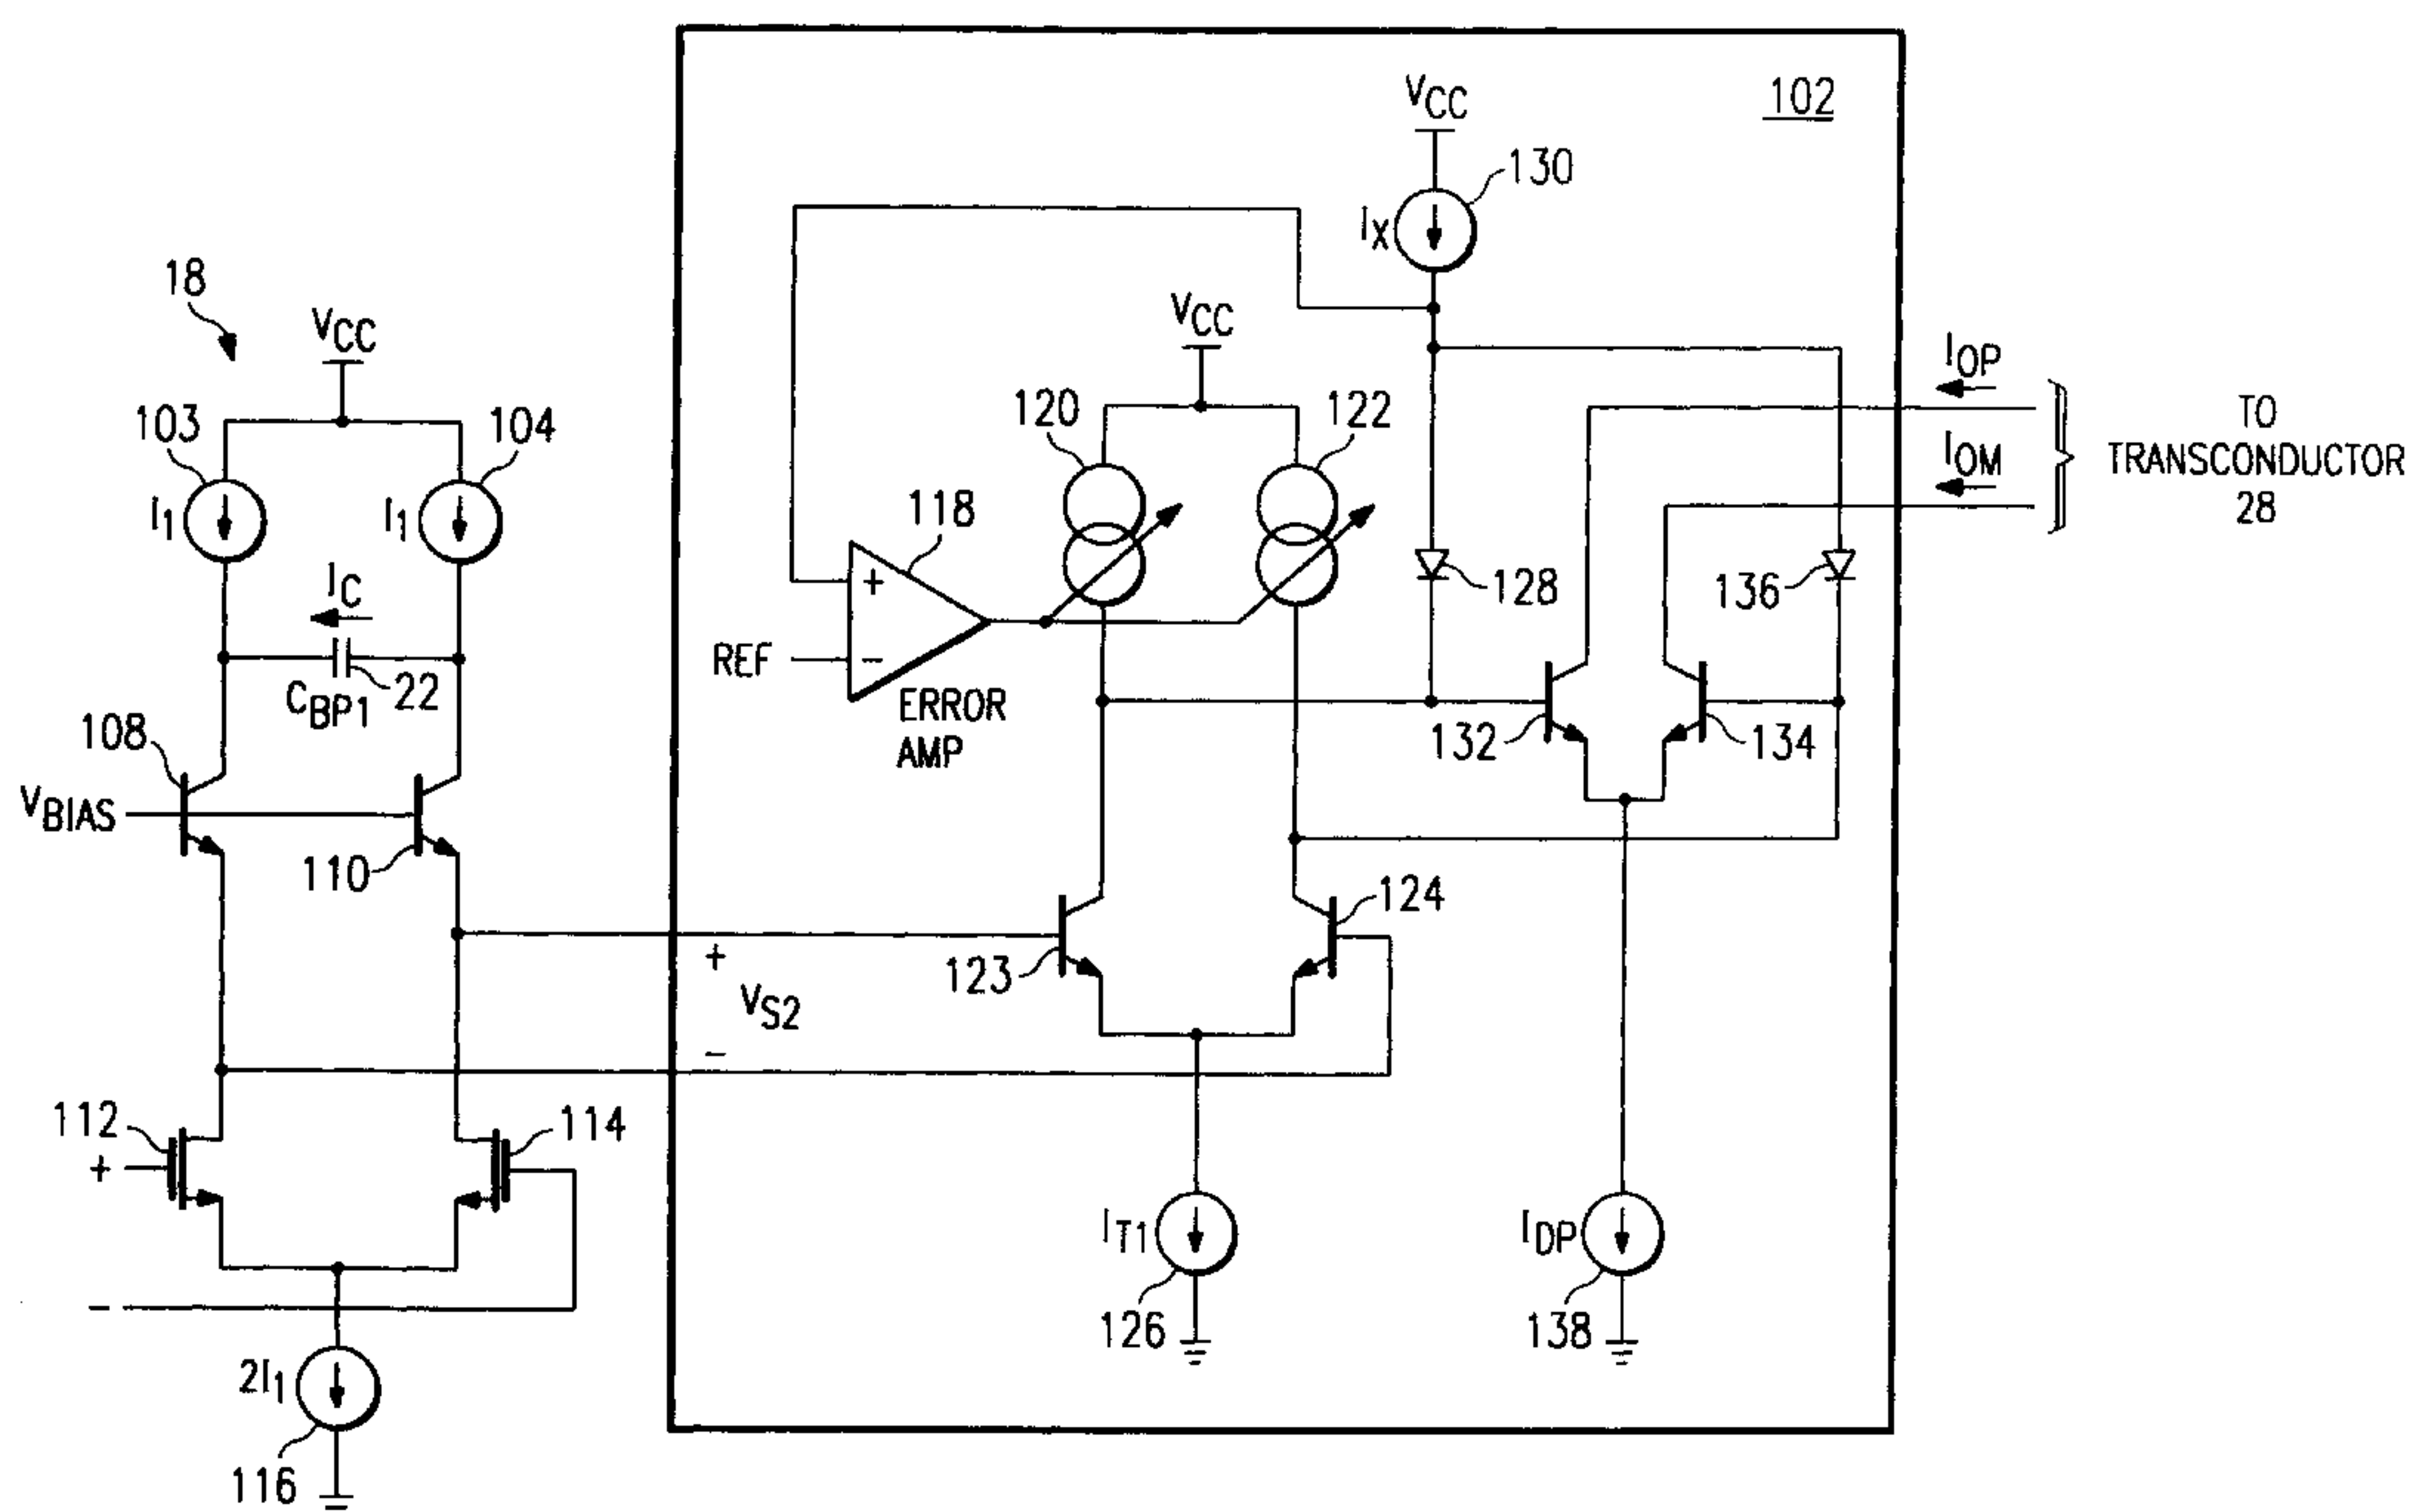 102
VCC
130
IX
18
VCC
VCC
IOP
103
104
120
122
IOM
TO
TRANSCONDUCTOR
28
I1
I1
118
IC
+
128
136
REF
−
CBP1
22
ERROR
AMP
108
132
134
VBIAS
110
124
+
123
VS2
−
112
+
114
IT1
IDP
−
126
138
2I1
116